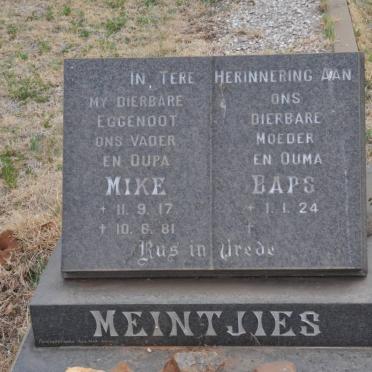 IN TERE HERINNERING AAN
MY DIERBARE
EGGENOOT
ONS VADER
EN OUPA
MIKE
+ 11.9.17
+ 10.6.81
ONS
DIERBARE
MOEDER
EN OUMA
BAPS
+ 1.1.24
+
Rus in Vrede
MEINTJIES